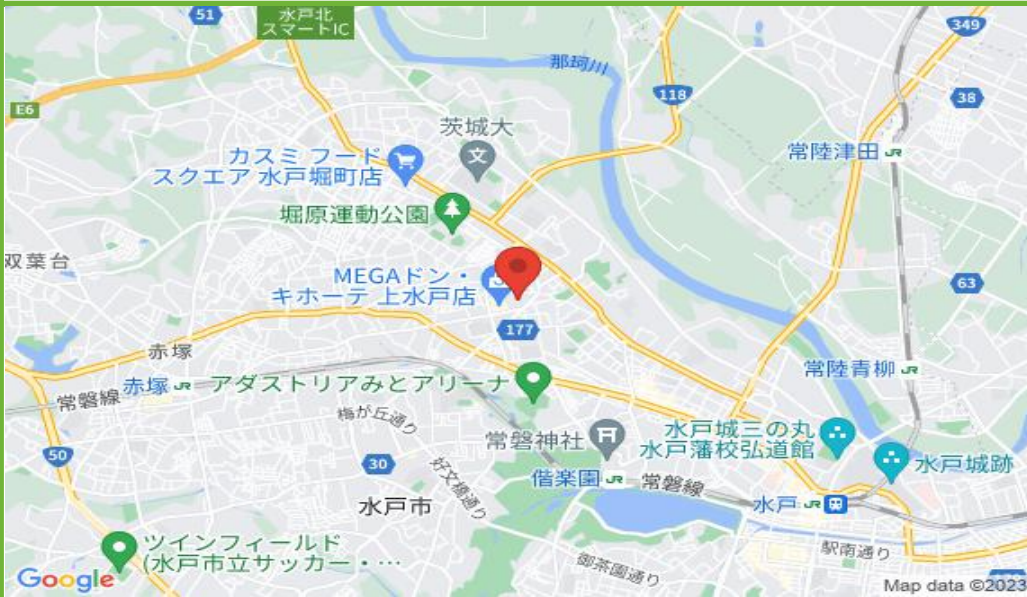 51
水戸北
スマートIC
349
那珂川
E6
118
38
茨城大
文
カスミ フード
スクエア 水戸堀町店
常陸津田 JR
堀原運動公園
双葉台
MEGAドン・
キホーテ 上水戸店
63
177
赤塚
赤塚 JR
アダストリアみとアリーナ
常陸青柳 JR
常磐線
梅が丘通り
50
30
常磐神社
水戸城三の丸
水戸藩校弘道館
好文橋通り
水戸城跡
偕楽園 JR
常磐線
水戸市
水戸 JR
ツインフィールド
(水戸市立サッカー・…
駅南通り
御茶園通り
Google
Map data ©2023